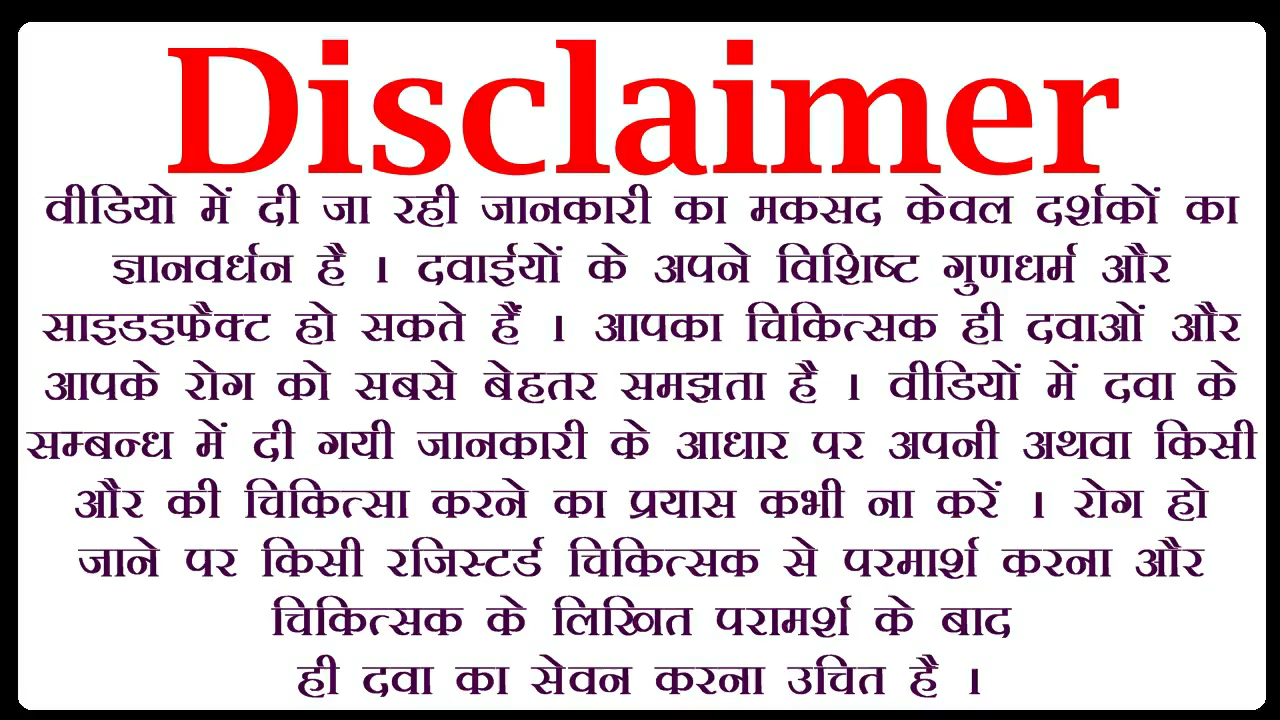 Disclaimer
वीडियो में दी जा रही जानकारी का मकसद केवल दर्शकों का
ज्ञानवर्धन है । दवाईयों के अपने विशिष्ट गुणधर्म और
साइडइफैक्ट हो सकते हैं । आपका चिकित्सक ही दवाओं और
आपके रोग को सबसे बेहतर समझता है । वीडियों में दवा के
सम्बन्ध में दी गयी जानकारी के आधार पर अपनी अथवा किसी
और की चिकित्सा करने का प्रयास कभी ना करें । रोग हो
जाने पर किसी रजिस्टर्ड चिकित्सक से परमार्श करना और
चिकित्सक के लिखित परामर्श के बाद
ही दवा का सेवन करना उचित है ।